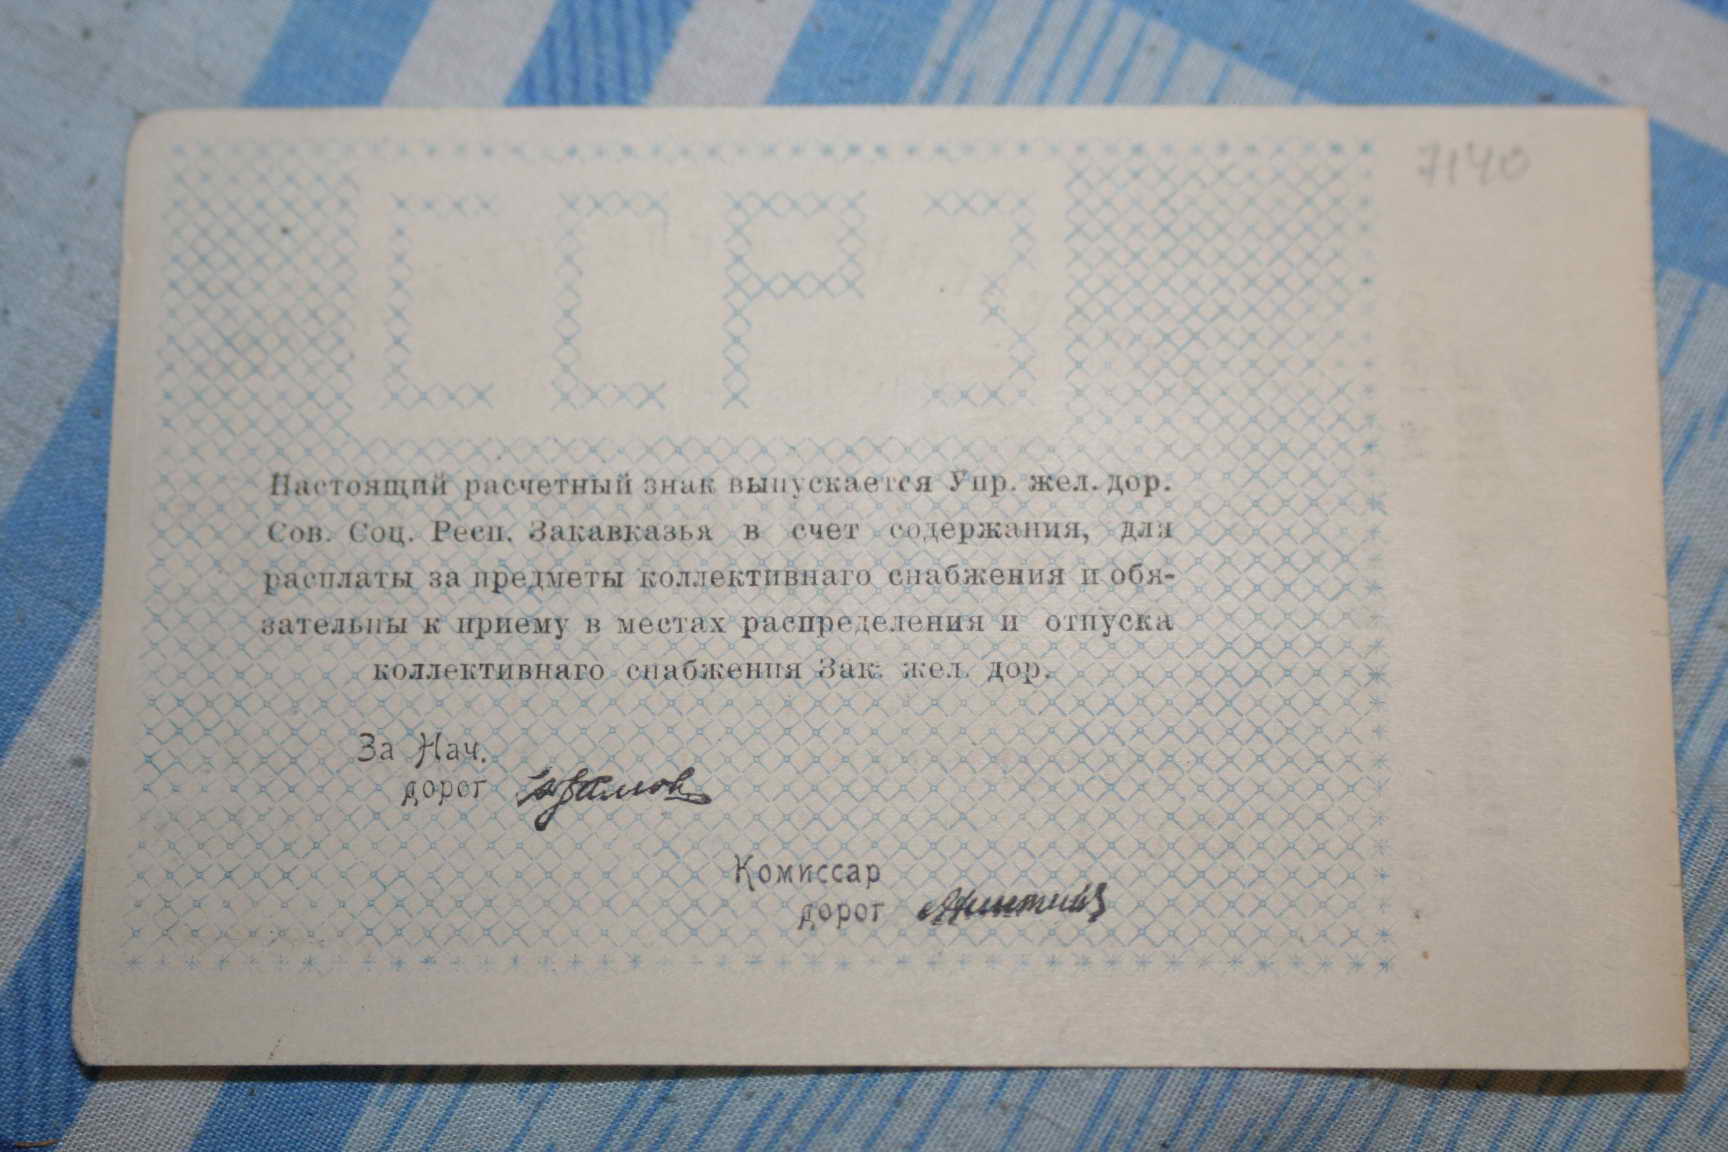 7140
ССРЗ
Настоящий расчетный знак выпускается Упр. жел. дор.
Сов. Соц. Респ. Закавказья в счет содержания, для
расплаты за предметы коллективнаго снабжения и обя-
зательны к приему в местах распределения и отпуска
коллективнаго снабжения Зак. жел. дор.
За Нач.
дорог
Комиссар
дорог